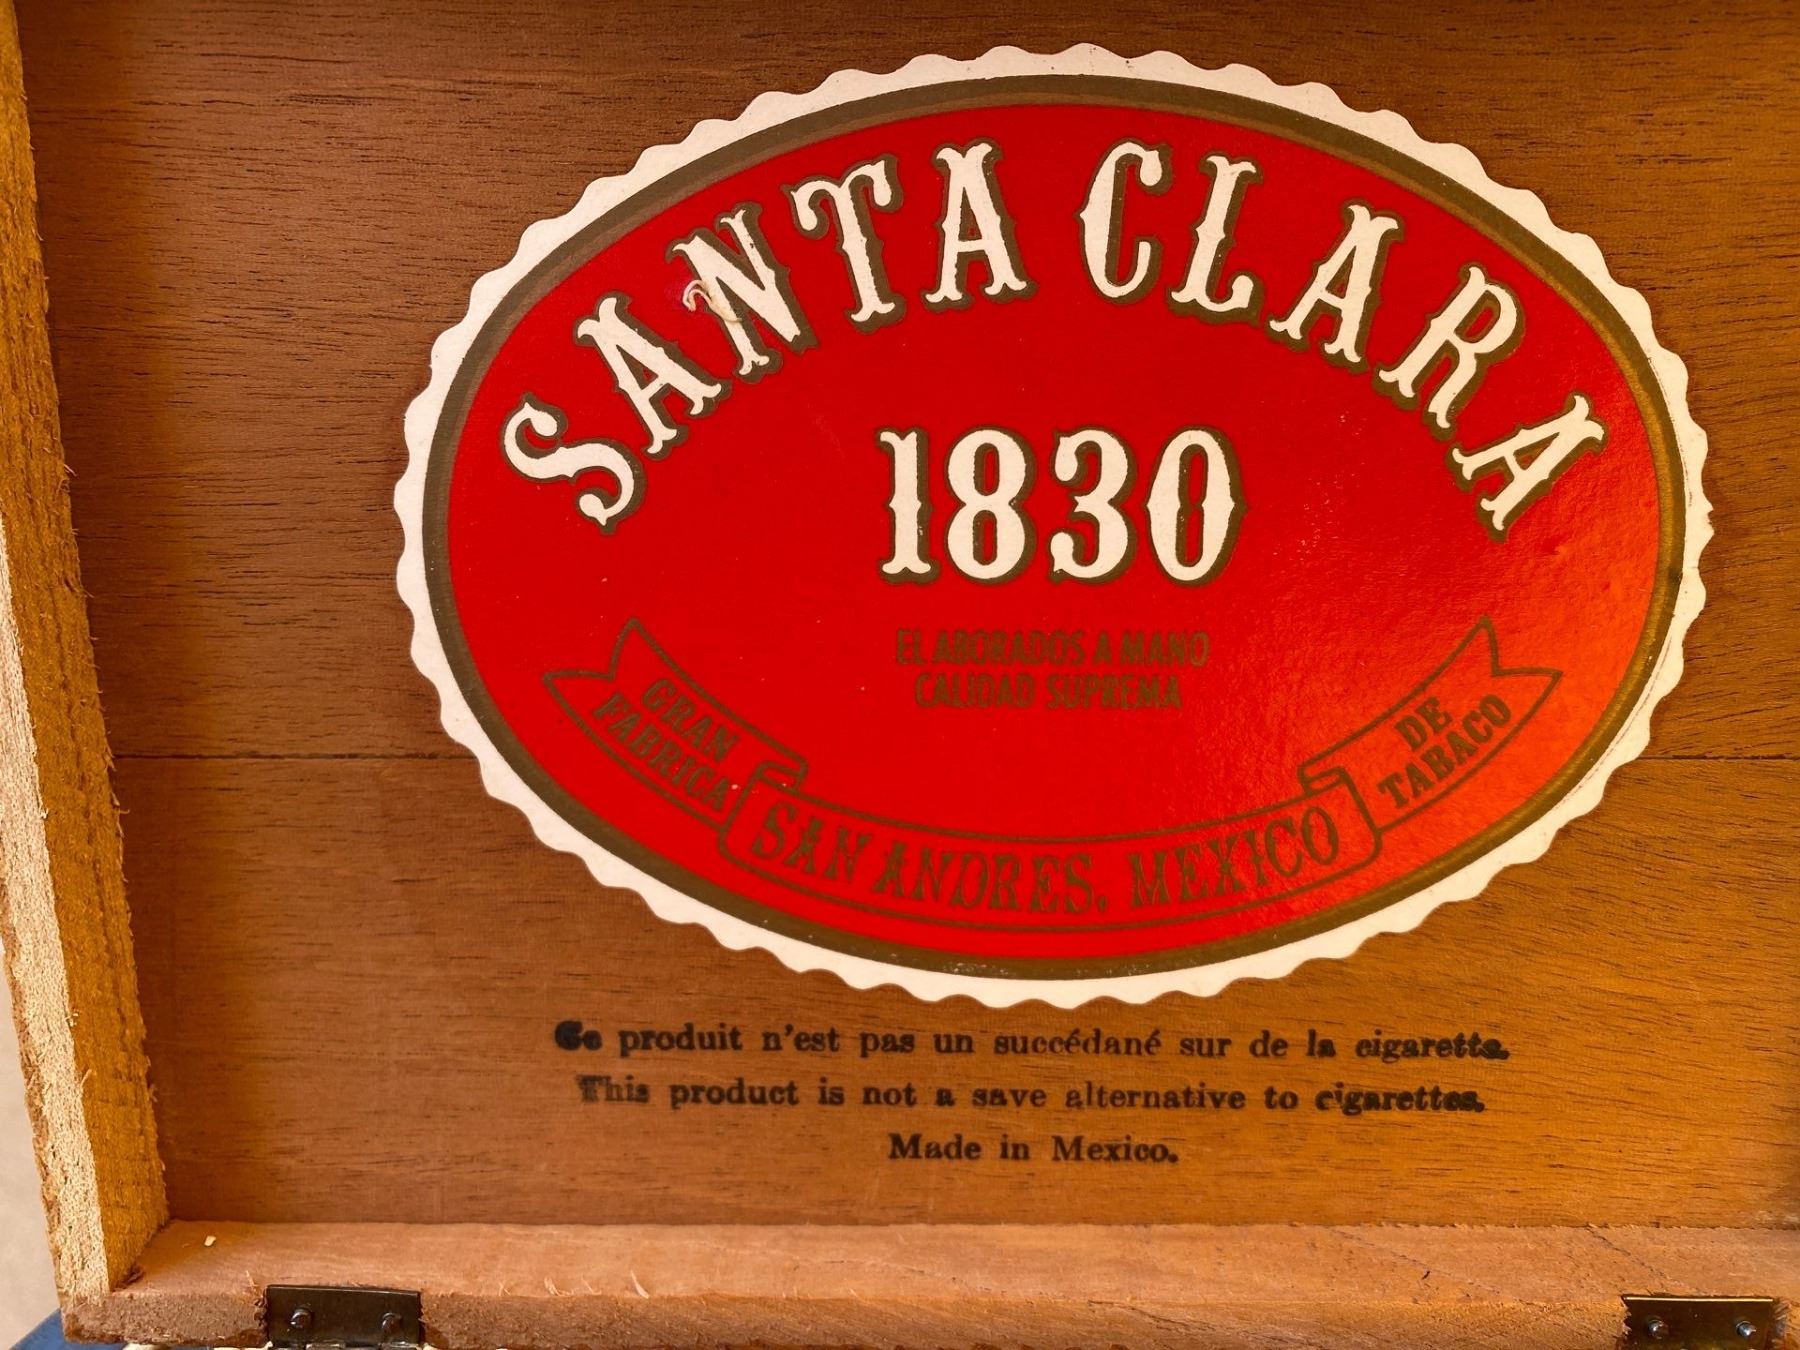 SANTA CLARA
1830
ELABORADOS A MANO
CALIDAD SUPREMA
GRAN
FABRICA
SAN ANDRES, MEXICO
DE
TABACO
Ce produit n'est pas un succédané sur de la cigarette.
This product is not a save alternative to cigarettes.
Made in Mexico.